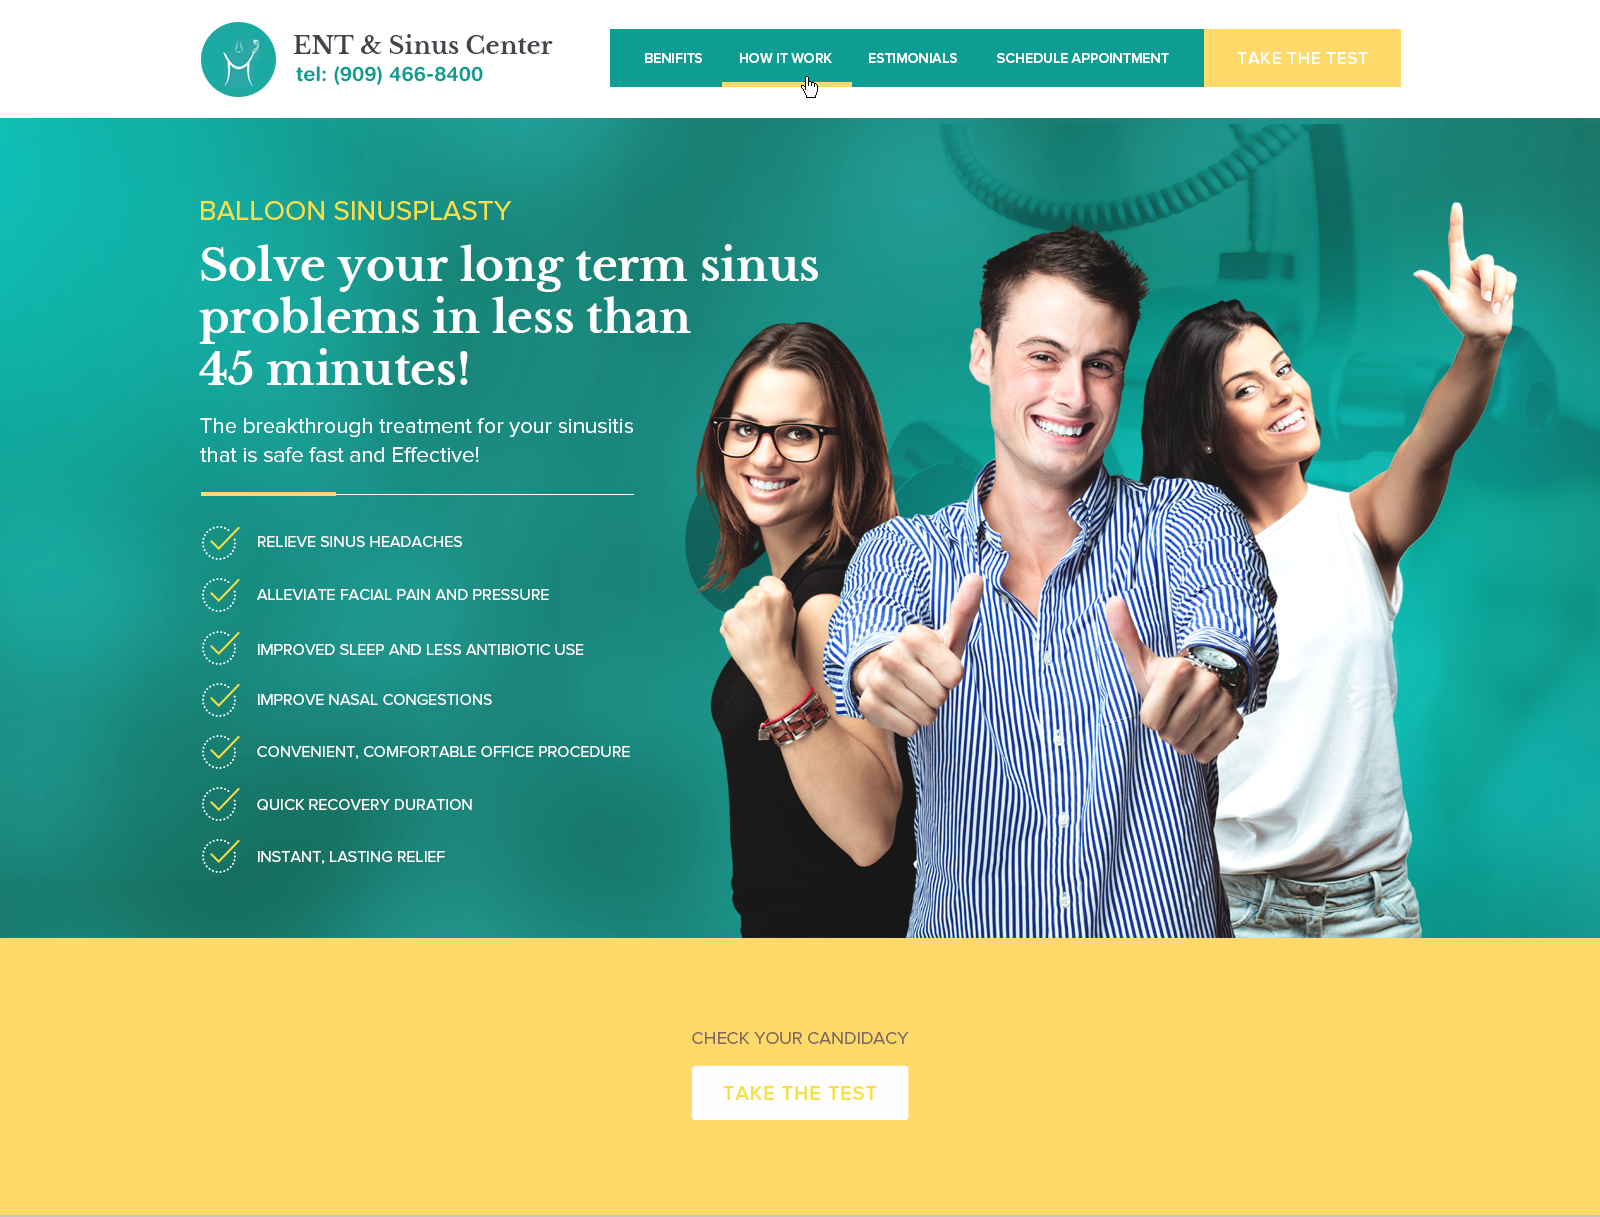 ENT & Sinus Center
tel: (909) 466-8400
BENIFITS
HOW IT WORK
ESTIMONIALS
SCHEDULE APPOINTMENT
TAKE THE TEST
BALLOON SINUSPLASTY
Solve your long term sinus
problems in less than
45 minutes!
The breakthrough treatment for your sinusitis
that is safe fast and Effective!
RELIEVE SINUS HEADACHES
ALLEVIATE FACIAL PAIN AND PRESSURE
IMPROVED SLEEP AND LESS ANTIBIOTIC USE
IMPROVE NASAL CONGESTIONS
CONVENIENT, COMFORTABLE OFFICE PROCEDURE
QUICK RECOVERY DURATION
INSTANT, LASTING RELIEF
CHECK YOUR CANDIDACY
TAKE THE TEST